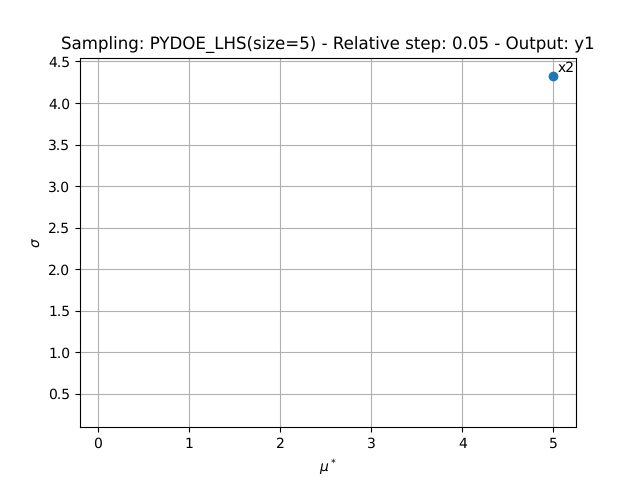 Sampling: PYDOE_LHS(size=5) - Relative step: 0.05 - Output: y1
4.5
x2
4.0
3.5
3.0
2.5
σ
2.0
1.5
1.0
0.5
0 1 2 3 4 5
μ*